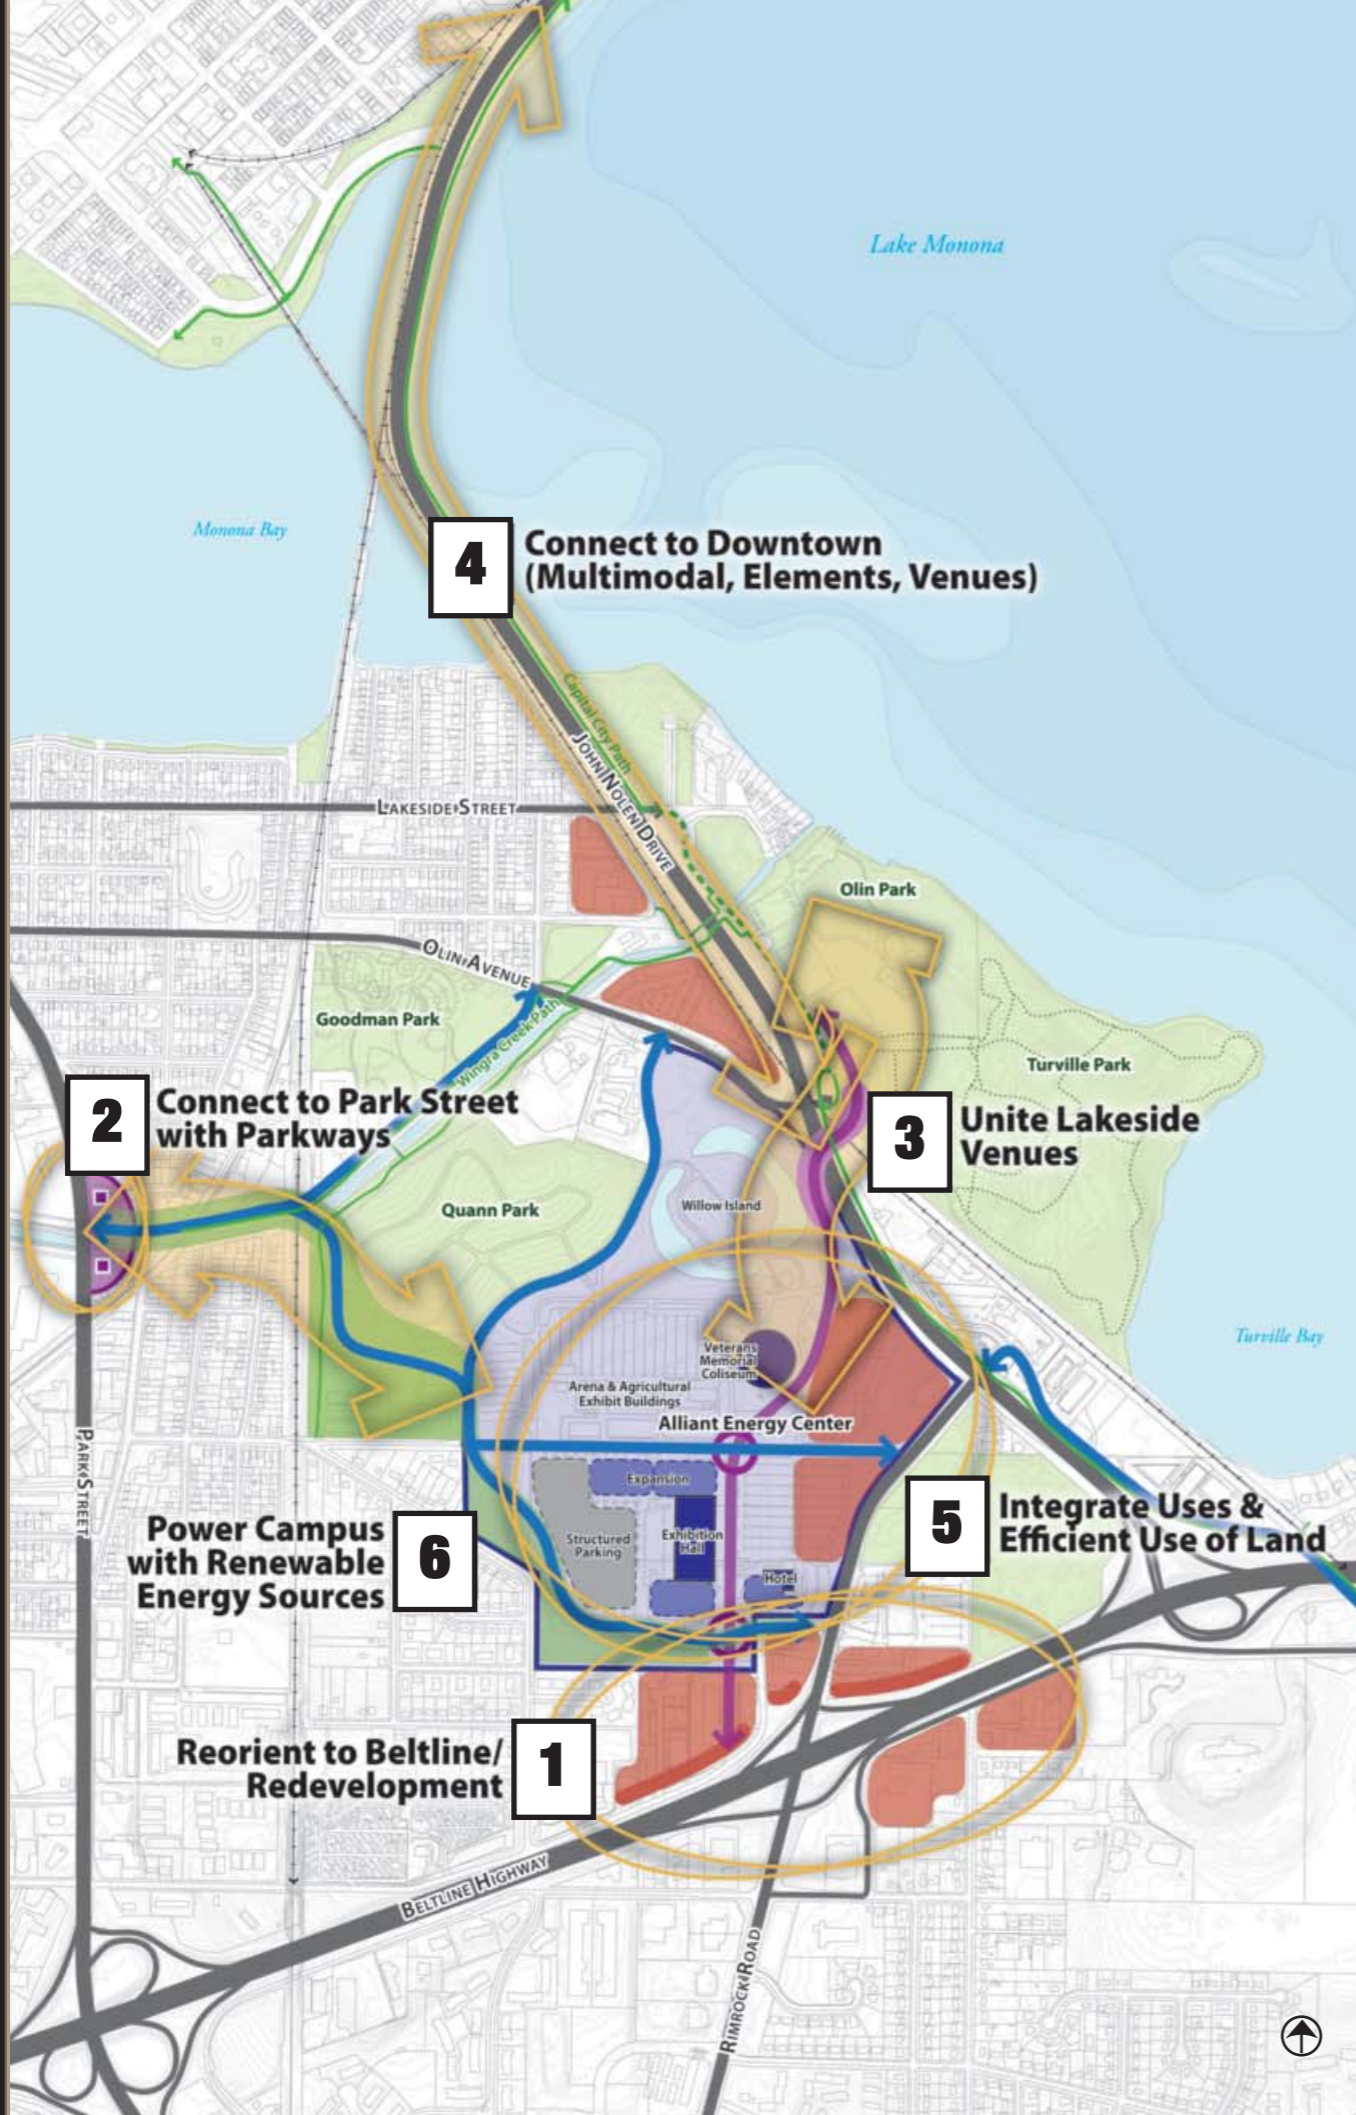 Lake Monona
Monona Bay
4
Connect to Downtown
(Multimodal, Elements, Venues)
Capital City Path
JOHN NOLEN DRIVE
LAKESIDE STREET
Olin Park
OLIN AVENUE
Goodman Park
Wingra Creek Path
Turville Park
2
Connect to Park Street
with Parkways
3
Unite Lakeside
Venues
Quann Park
Willow Island
Turville Bay
Veterans
Memorial
Coliseum
Arena & Agricultural
Exhibit Buildings
Alliant Energy Center
PARK STREET
Expansion
Structured
Parking
Exhibition
Hall
Hotel
5
Integrate Uses &
Efficient Use of Land
Power Campus
with Renewable
Energy Sources
6
Reorient to Beltline/
Redevelopment
1
BELTLINE HIGHWAY
RIMROCK ROAD